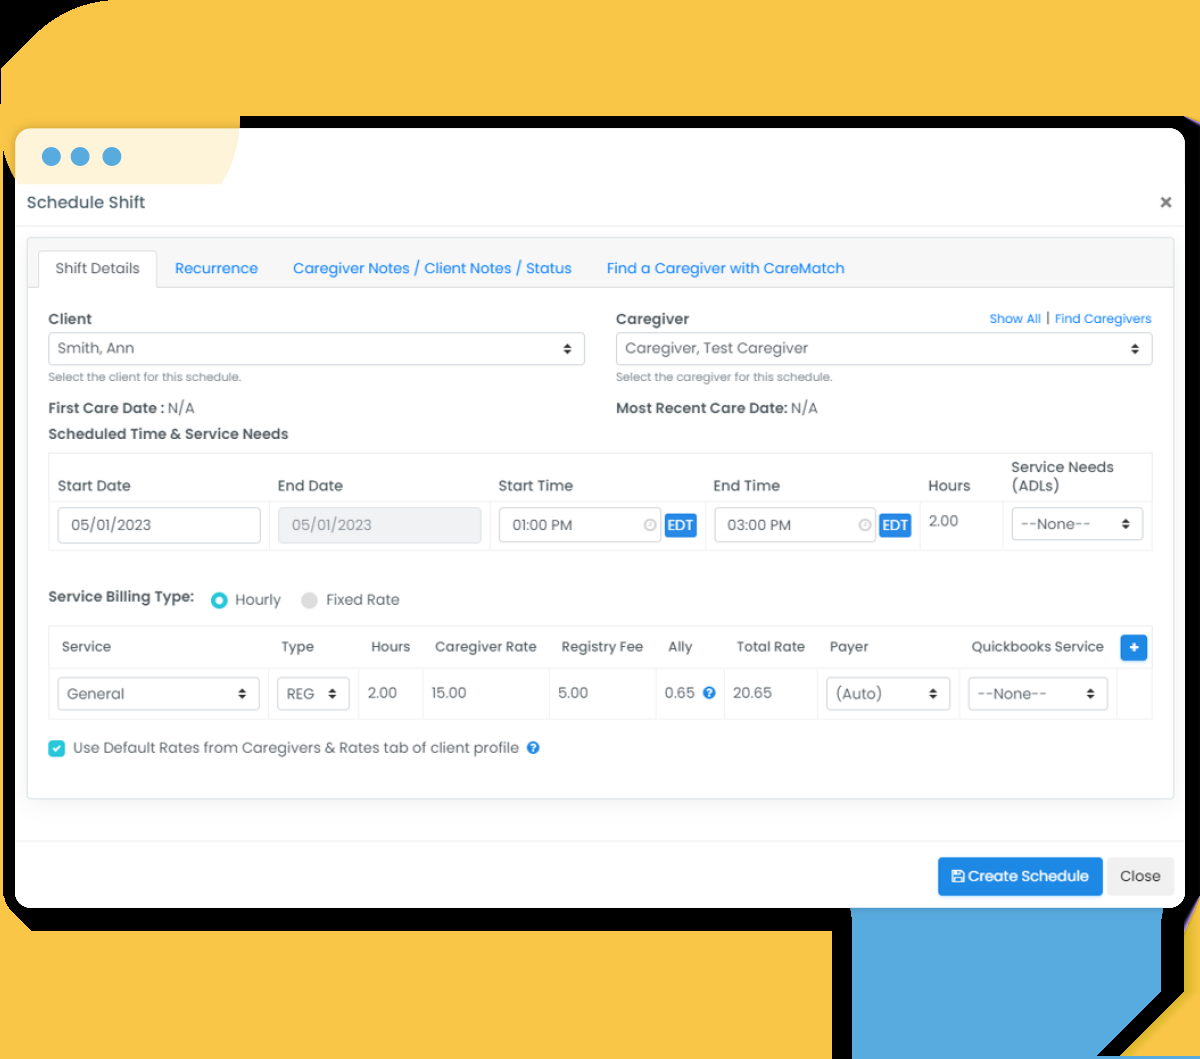 Schedule Shift ×
Shift Details Recurrence Caregiver Notes / Client Notes / Status Find a Caregiver with CareMatch
Client Caregiver Show All | Find Caregivers
Smith, Ann Caregiver, Test Caregiver
Select the client for this schedule. Select the caregiver for this schedule.
First Care Date : N/A Most Recent Care Date: N/A
Scheduled Time & Service Needs
Start Date End Date Start Time End Time Hours Service Needs (ADLs)
05/01/2023 05/01/2023 01:00 PM EDT 03:00 PM EDT 2.00 --None--
Service Billing Type: Hourly Fixed Rate
Service Type Hours Caregiver Rate Registry Fee Ally Total Rate Payer Quickbooks Service +
General REG 2.00 15.00 5.00 0.65 ? 20.65 (Auto) --None--
Use Default Rates from Caregivers & Rates tab of client profile ?
Create Schedule Close